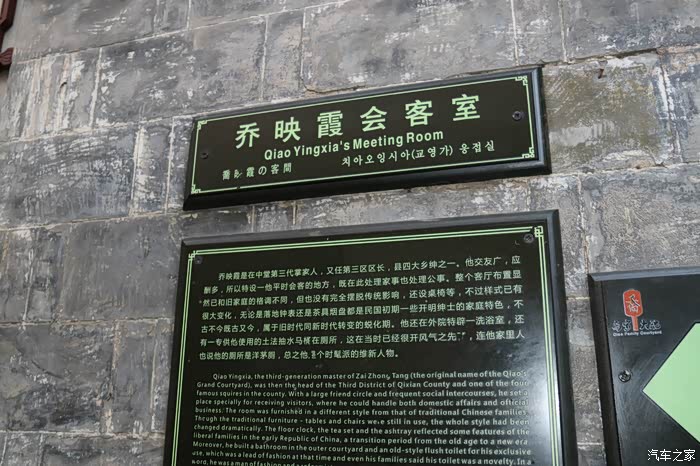 乔映霞会客室
Qiao Yingxia's Meeting Room
喬 霞の客間
치아오잉시아(교영가) 응접실
乔映霞是在中堂第三代掌家人，又任第三区区长，县四大乡绅之一。他交友广，应
酬多，所以特设一他平时会客的地方，既在此处理家事也处理公事。整个客厅布置显
然已和旧家庭的格调不同，但也没有完全摆脱传统影响，还设桌椅等，不过样式已有
很大变化，无论是落地钟表还是茶具烟盘都是民国初期一些开明绅士的家庭特色，不
古不今既古又今，属于旧时代同新时代转变的蜕化期。他还在外院特辟一洗浴室，还
有一专供他使用的土法抽水马桶在厕所，这在当时已经很开风气之先 ，连他家里人
也说他的厕所是洋茅厕，总之他 个时髦派的维新人物。
Qiao Yingxia, the third-generation master of Zai Zhong Tang (the original name of the Qiao's
Grand Courtyard), was then the head of the Third District of Qixian County and one of the four
famous squires in the county. With a large friend circle and frequent social intercourses, he set a
place specially for receiving visitors, where he could handle both domestic affairs and official
business. The room was furnished in a different style from that of traditional Chinese families.
Though the traditional furniture – tables and chairs were still in use, the whole style had been
changed dramatically. The floor clock, the tea set and the ashtray reflected some features of the
liberal families in the early Republic of China, a transition period from the old age to a new era.
Moreover, he built a bathroom in the outer courtyard and an old-style flush toilet for his exclusive
use, which was a lead of fashion at that time and even his families said his toilet was a novelty. In a
word, he was a man of fashion and
Qiao Family Courtyard
汽车之家